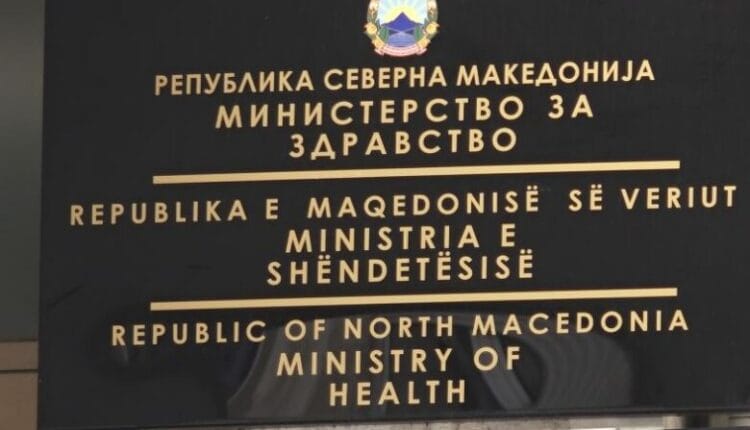 РЕПУБЛИКА СЕВЕРНА МАКЕДОНИЈА
МИНИСТЕРСТВО ЗА
ЗДРАВСТВО
REPUBLIKA E MAQEDONISË SË VERIUT
MINISTRIA E
SHËNDETËSISË
REPUBLIC OF NORTH MACEDONIA
MINISTRY OF
HEALTH